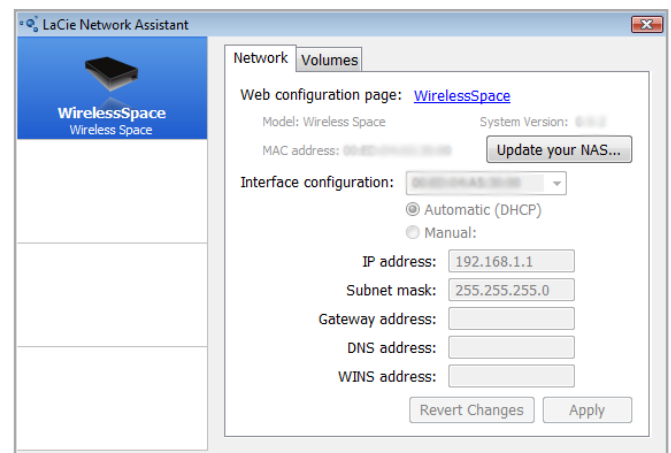 LaCie Network Assistant
WirelessSpace
Wireless Space
Network Volumes
Web configuration page: WirelessSpace
Model: Wireless Space System Version:
MAC address: Update your NAS...
Interface configuration:
Automatic (DHCP)
Manual:
IP address: 192.168.1.1
Subnet mask: 255.255.255.0
Gateway address:
DNS address:
WINS address:
Revert Changes Apply